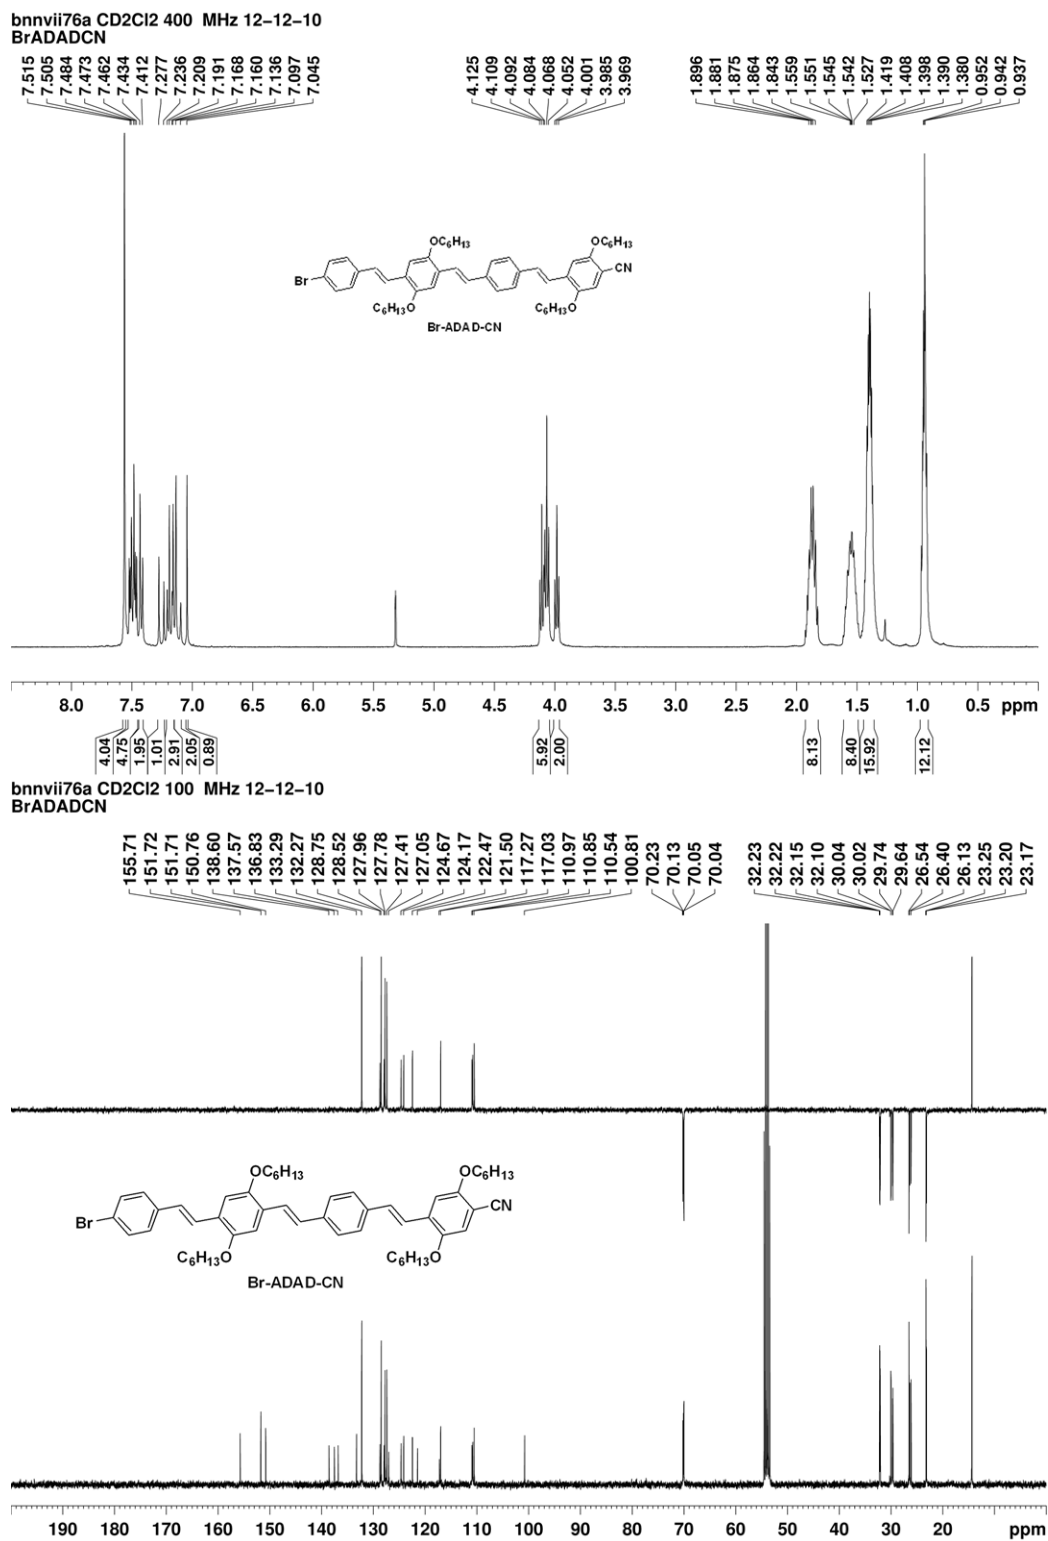 bnnvii76a CD2Cl2 400 MHz 12−12−10
BrADADCN
7.515 7.505 7.484 7.473 7.462 7.434 7.412 7.277 7.236 7.209 7.191 7.168 7.160 7.136 7.097 7.045 4.125 4.109 4.092 4.084 4.068 4.052 4.001 3.985 3.969 1.896 1.881 1.875 1.864 1.843 1.559 1.551 1.545 1.542 1.527 1.419 1.408 1.398 1.390 1.380 0.952 0.942 0.937
OC6H13 OC6H13
Br CN
C6H13O C6H13O
Br-ADAD-CN
8.0 7.5 7.0 6.5 6.0 5.5 5.0 4.5 4.0 3.5 3.0 2.5 2.0 1.5 1.0 0.5 ppm
4.04 4.75 1.95 1.01 2.91 2.05 0.89 5.92 2.00 8.13 8.40 15.92 12.12
bnnvii76a CD2Cl2 100 MHz 12−12−10
BrADADCN
155.71 151.72 151.71 150.76 138.60 137.57 136.83 133.29 132.27 128.75 128.52 127.96 127.78 127.41 127.05 124.67 124.17 122.47 121.50 117.27 117.03 110.97 110.85 110.54 100.81 70.23 70.13 70.05 70.04 32.23 32.22 32.15 32.10 30.04 30.02 29.74 29.64 26.54 26.40 26.13 23.25 23.20 23.17
OC6H13 OC6H13
Br CN
C6H13O C6H13O
Br-ADAD-CN
190 180 170 160 150 140 130 120 110 100 90 80 70 60 50 40 30 20 ppm